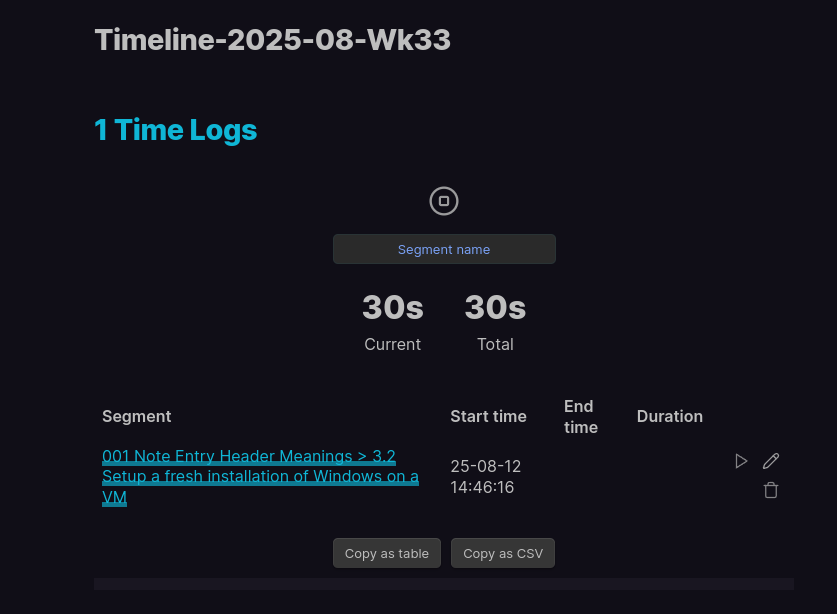 Timeline-2025-08-Wk33
1 Time Logs
Segment name
30s 30s
Current Total
Segment Start time End time Duration
001 Note Entry Header Meanings > 3.2
Setup a fresh installation of Windows on a
VM
25-08-12
14:46:16
Copy as table Copy as CSV